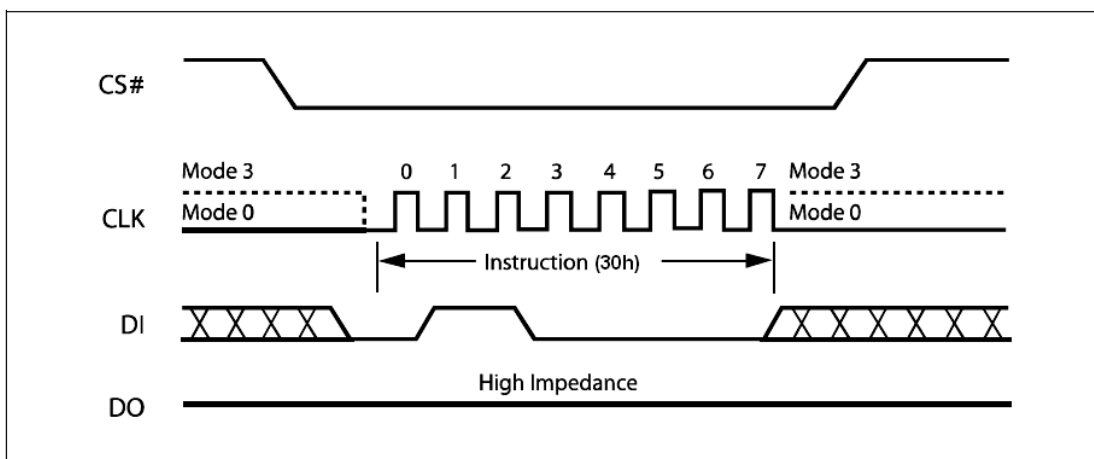 CS#
Mode 3
0 1 2 3 4 5 6 7
Mode 3
CLK
Mode 0
Mode 0
Instruction (30h)
DI
High Impedance
DO